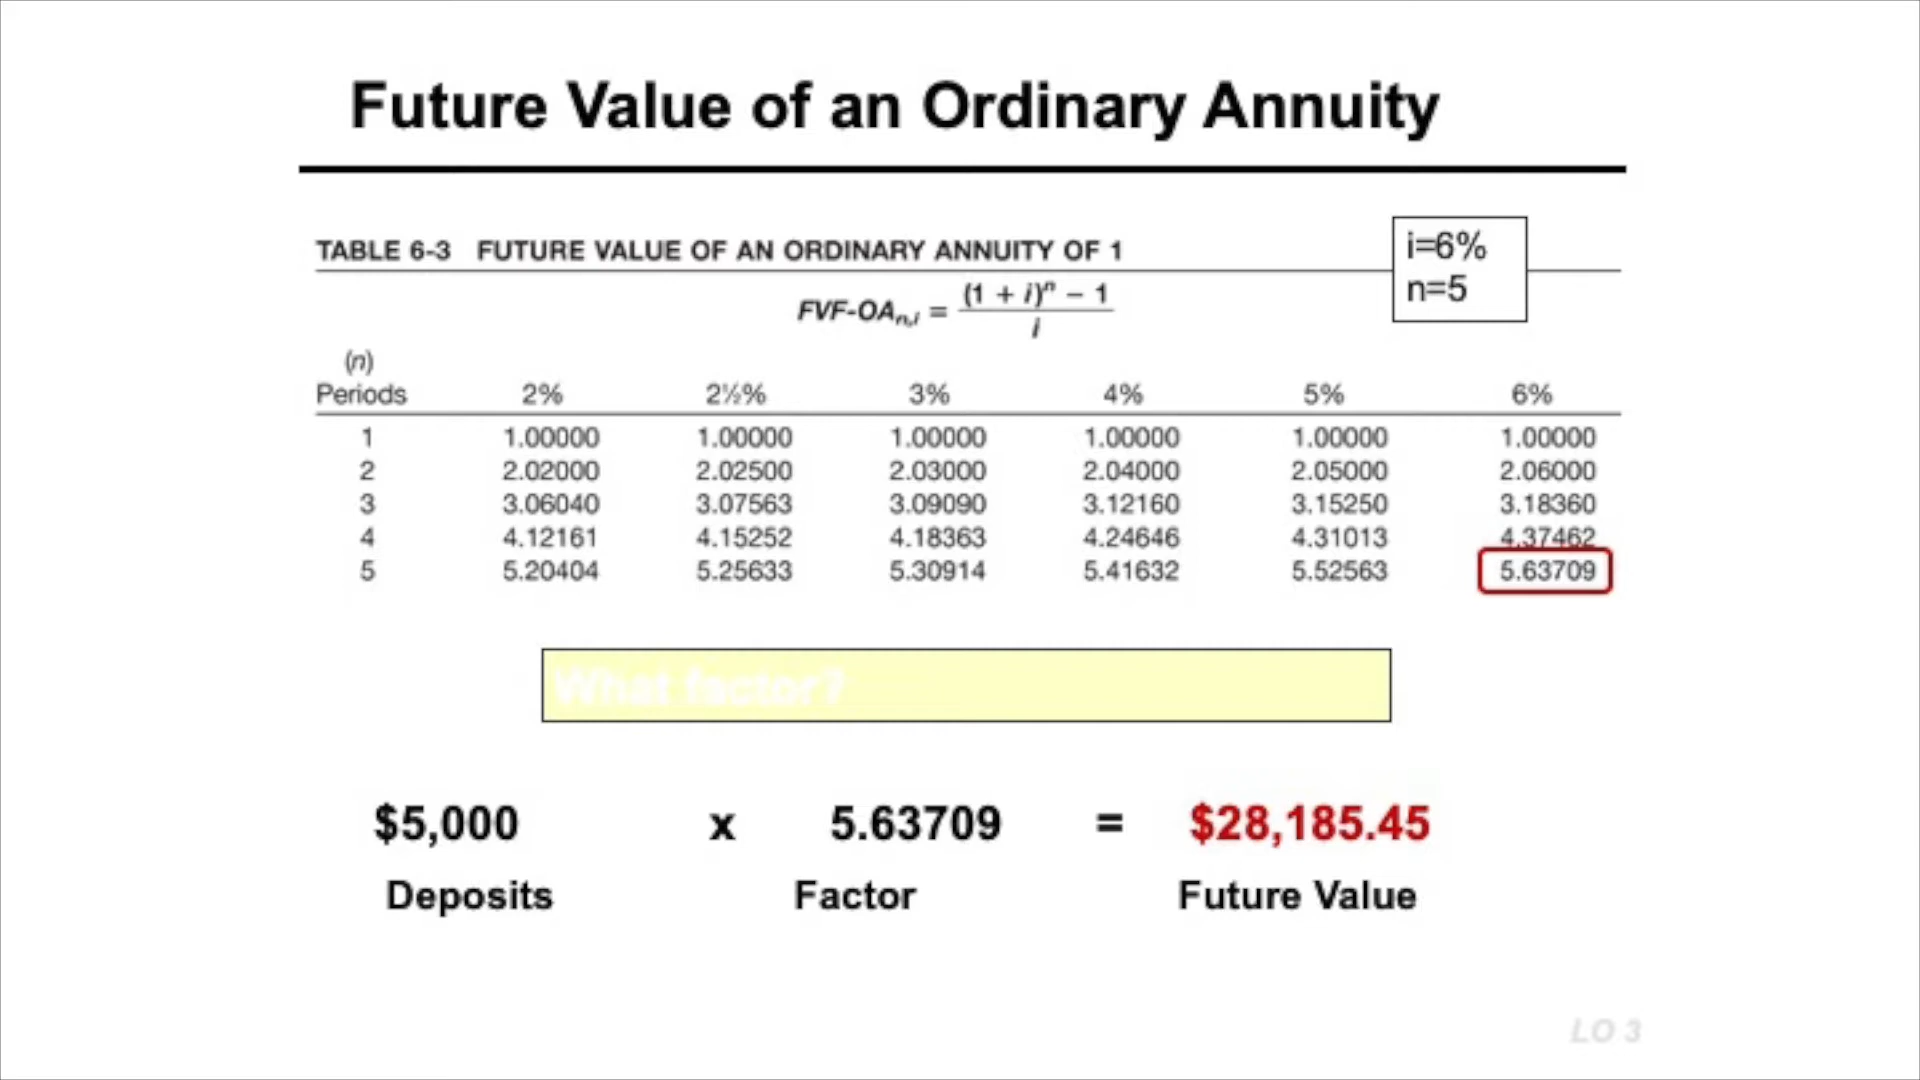 Future Value of an Ordinary Annuity
TABLE 6-3 FUTURE VALUE OF AN ORDINARY ANNUITY OF 1
i=6%
n=5
FVF-OAn,i = (1 + i)ⁿ − 1
i
(n)
Periods 2% 2½% 3% 4% 5% 6%
1 1.00000 1.00000 1.00000 1.00000 1.00000 1.00000
2 2.02000 2.02500 2.03000 2.04000 2.05000 2.06000
3 3.06040 3.07563 3.09090 3.12160 3.15250 3.18360
4 4.12161 4.15252 4.18363 4.24646 4.31013 4.37462
5 5.20404 5.25633 5.30914 5.41632 5.52563 5.63709
What factor?
$5,000 x 5.63709 = $28,185.45
Deposits Factor Future Value
LO 3